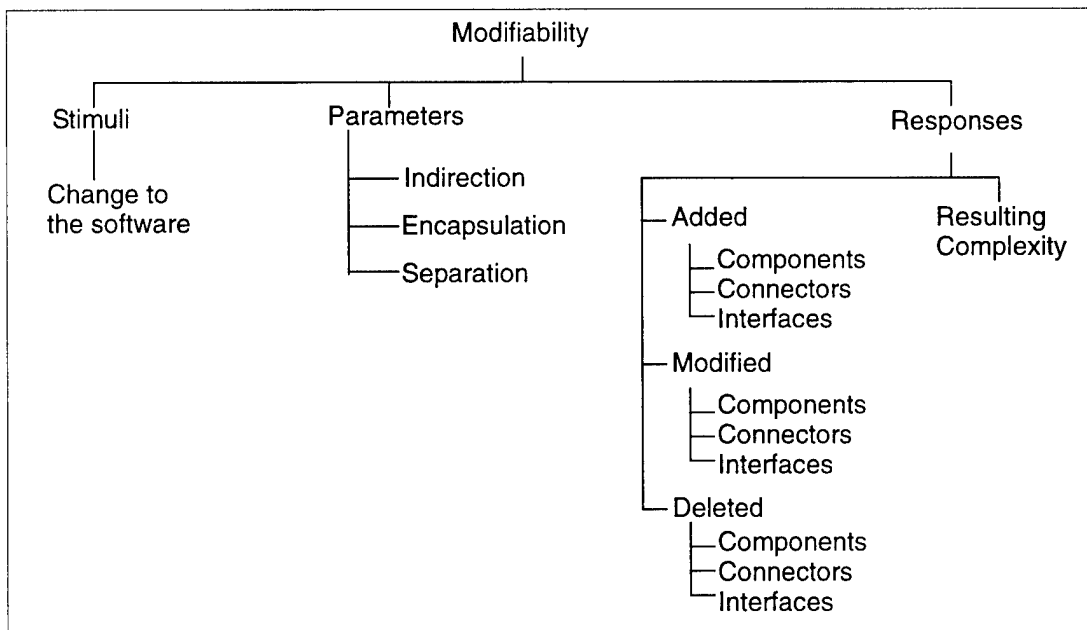 Modifiability
Stimuli
Parameters
Responses
Change to
the software
Indirection
Encapsulation
Separation
Added
Components
Connectors
Interfaces
Modified
Components
Connectors
Interfaces
Deleted
Components
Connectors
Interfaces
Resulting
Complexity